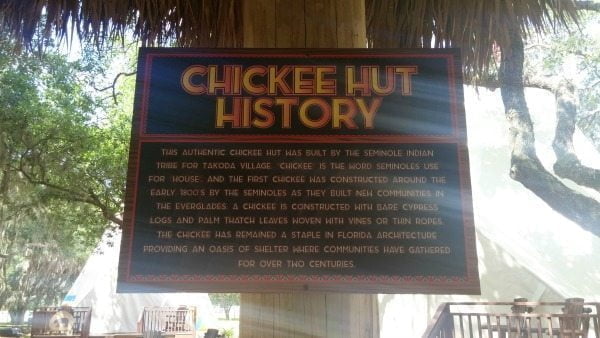 CHICKEE HUT
HISTORY
THIS AUTHENTIC CHICKEE HUT WAS BUILT BY THE SEMINOLE INDIAN
TRIBE FOR TAKODA VILLAGE. "CHICKEE" IS THE WORD SEMINOLES USE
FOR "HOUSE", AND THE FIRST CHICKEE WAS CONSTRUCTED AROUND THE
EARLY 1800'S BY THE SEMINOLES AS THEY BUILT NEW COMMUNITIES IN
THE EVERGLADES. A CHICKEE IS CONSTRUCTED WITH BARE CYPRESS
LOGS AND PALM THATCH LEAVES WOVEN WITH VINES OR THIN ROPES.
THE CHICKEE HAS REMAINED A STAPLE IN FLORIDA ARCHITECTURE
PROVIDING AN OASIS OF SHELTER WHERE COMMUNITIES HAVE GATHERED
FOR OVER TWO CENTURIES.